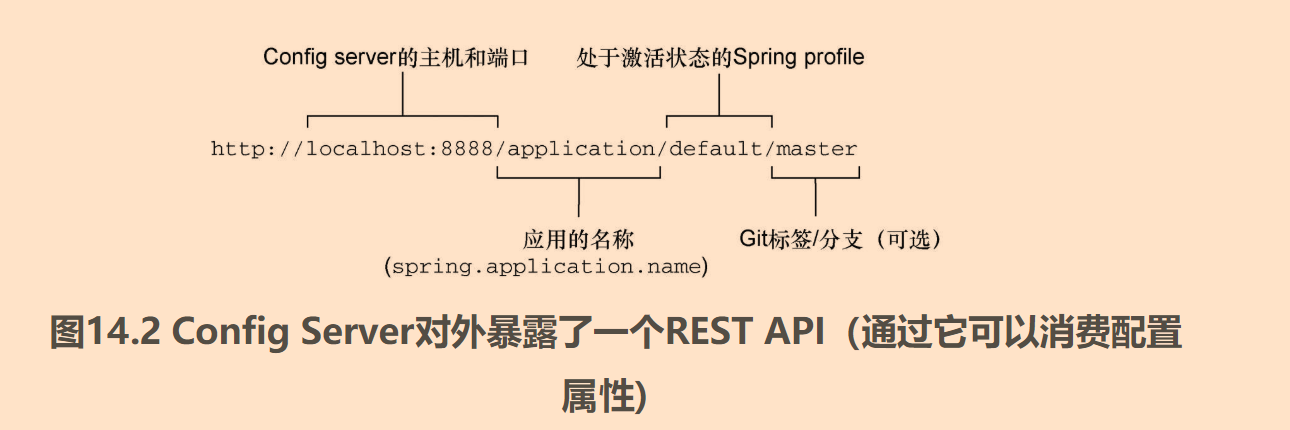 Config server的主机和端口 处于激活状态的Spring profile
http://localhost:8888/application/default/master
应用的名称 Git标签/分支（可选）
(spring.application.name)
图14.2 Config Server对外暴露了一个REST API（通过它可以消费配置
属性)